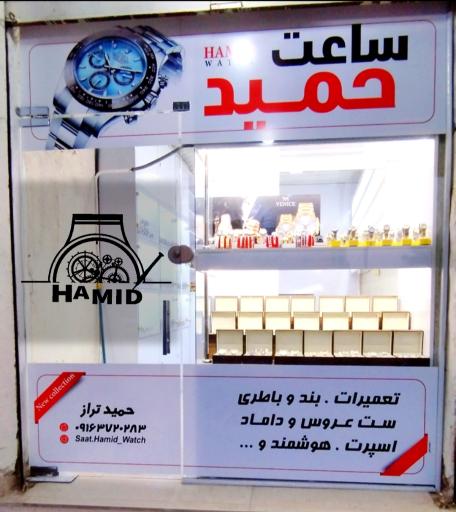 ساعت
حمید
HAMID
VENICE
HAMID
New collection
تعمیرات . بند و باطری
ست عروس و داماد
اسپرت . هوشمند و ...
حمید تراز
۰۹۱۶۳۷۲۰۲۸۳
Saat.Hamid_Watch